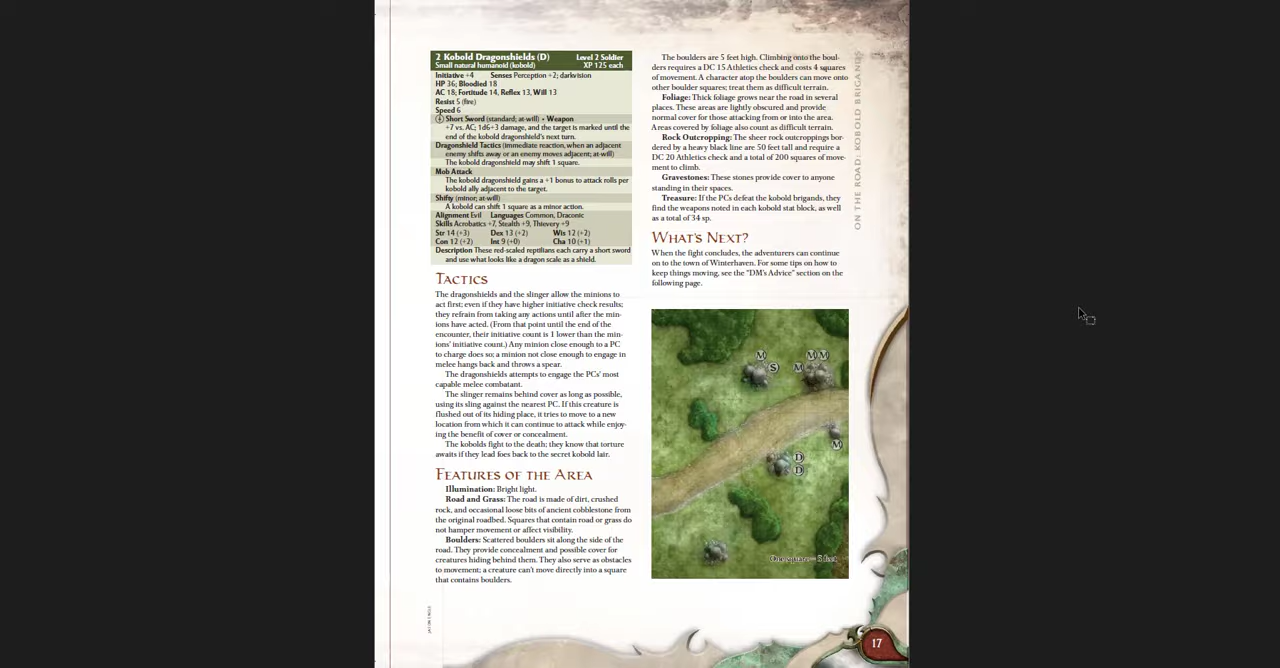 2 Kobold Dragonshields (D) Level 2 Soldier
Small natural humanoid (kobold) XP 125 each
Initiative +4 Senses Perception +2; darkvision
HP 36; Bloodied 18
AC 18; Fortitude 14, Reflex 13, Will 13
Resist 5 (fire)
Speed 6
Short Sword (standard; at-will) • Weapon
+7 vs. AC; 1d6+3 damage, and the target is marked until the
end of the kobold dragonshield's next turn.
Dragonshield Tactics (immediate reaction, when an adjacent
enemy shifts away or an enemy moves adjacent; at-will)
The kobold dragonshield may shift 1 square.
Mob Attack
The kobold dragonshield gains a +1 bonus to attack rolls per
kobold ally adjacent to the target.
Shifty (minor; at-will)
A kobold can shift 1 square as a minor action.
Alignment Evil Languages Common, Draconic
Skills Acrobatics +7, Stealth +9, Thievery +9
Str 14 (+3) Dex 13 (+2) Wis 12 (+2)
Con 12 (+2) Int 9 (+0) Cha 10 (+1)
Description These red-scaled reptilians each carry a short sword
and use what looks like a dragon scale as a shield.
Tactics
The dragonshields and the slinger allow the minions to
act first; even if they have higher initiative check results;
they refrain from taking any actions until after the min-
ions have acted. (From that point until the end of the
encounter, their initiative count is 1 lower than the min-
ions' initiative count.) Any minion close enough to a PC
to charge does so; a minion not close enough to engage in
melee hangs back and throws a spear.
The dragonshields attempts to engage the PCs' most
capable melee combatant.
The slinger remains behind cover as long as possible,
using its sling against the nearest PC. If this creature is
flushed out of its hiding place, it tries to move to a new
location from which it can continue to attack while enjoy-
ing the benefit of cover or concealment.
The kobolds fight to the death; they know that torture
awaits if they lead foes back to the secret kobold lair.
Features of the Area
Illumination: Bright light.
Road and Grass: The road is made of dirt, crushed
rock, and occasional loose bits of ancient cobblestone from
the original roadbed. Squares that contain road or grass do
not hamper movement or affect visibility.
Boulders: Scattered boulders sit along the side of the
road. They provide concealment and possible cover for
creatures hiding behind them. They also serve as obstacles
to movement; a creature can't move directly into a square
that contains boulders.
The boulders are 5 feet high. Climbing onto the boul-
ders requires a DC 15 Athletics check and costs 4 squares
of movement. A character atop the boulders can move onto
other boulder squares; treat them as difficult terrain.
Foliage: Thick foliage grows near the road in several
places. These areas are lightly obscured and provide
normal cover for those attacking from or into the area.
Areas covered by foliage also count as difficult terrain.
Rock Outcropping: The sheer rock outcroppings bor-
dered by a heavy black line are 50 feet tall and require a
DC 20 Athletics check and a total of 200 squares of move-
ment to climb.
Gravestones: These stones provide cover to anyone
standing in their spaces.
Treasure: If the PCs defeat the kobold brigands, they
find the weapons noted in each kobold stat block, as well
as a total of 34 sp.
What's Next?
When the fight concludes, the adventurers can continue
on to the town of Winterhaven. For some tips on how to
keep things moving, see the "DM's Advice" section on the
following page.
M M M
S M
M
D
D
One square = 5 feet
ON THE ROAD: KOBOLD BRIGANDS
17